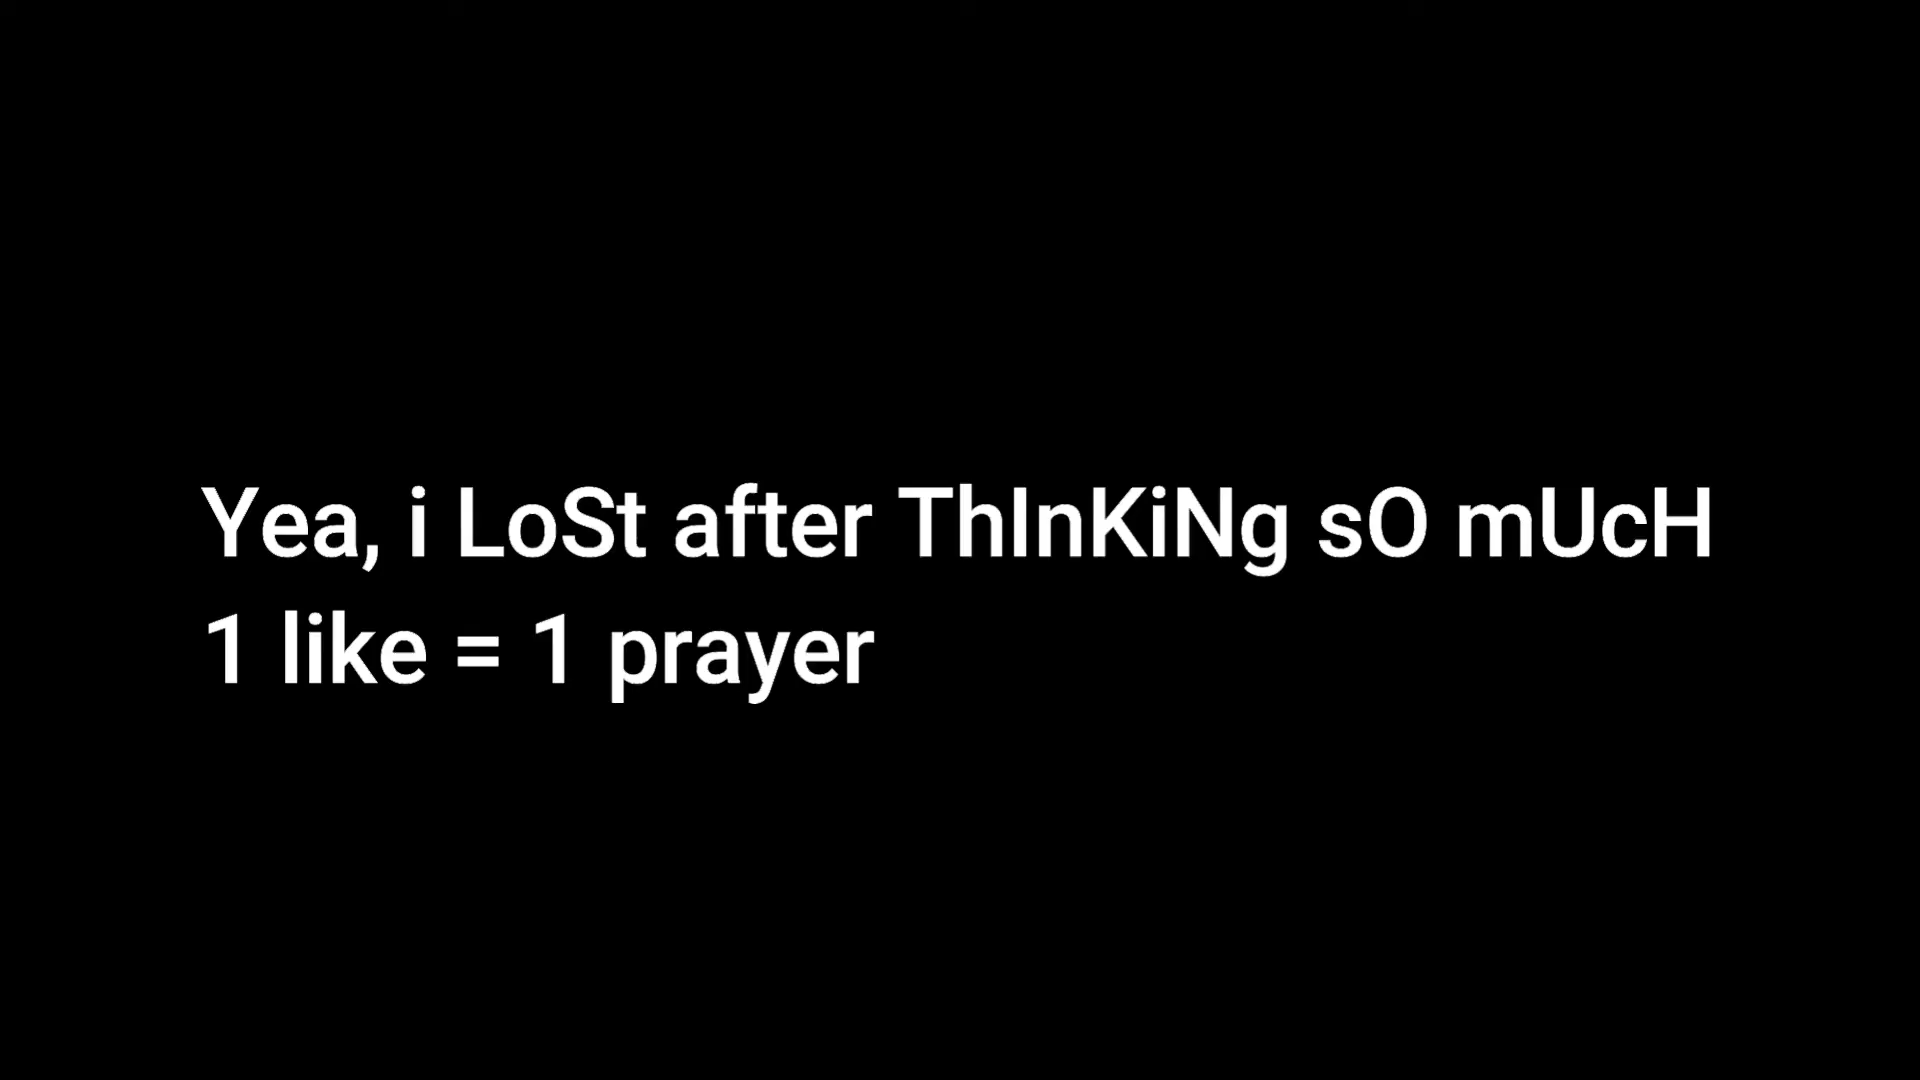 Yea, i LoSt after ThInKiNg sO mUcH
1 like = 1 prayer